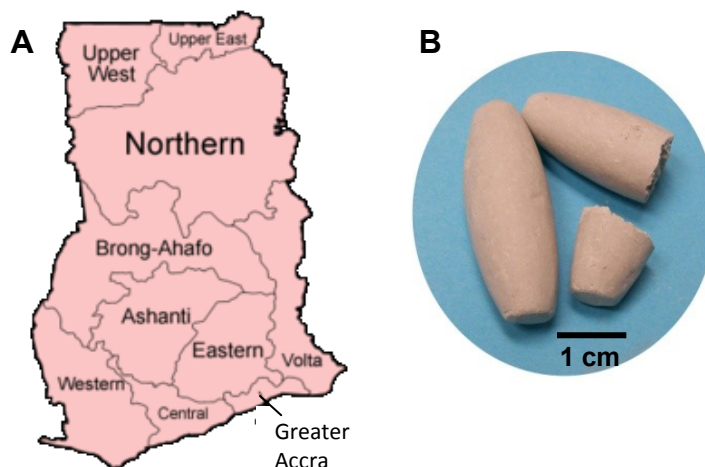 A
Upper
West
Upper East
Northern
Brong-Ahafo
Ashanti
Eastern
Volta
Western
Central
Greater
Accra
B
1 cm